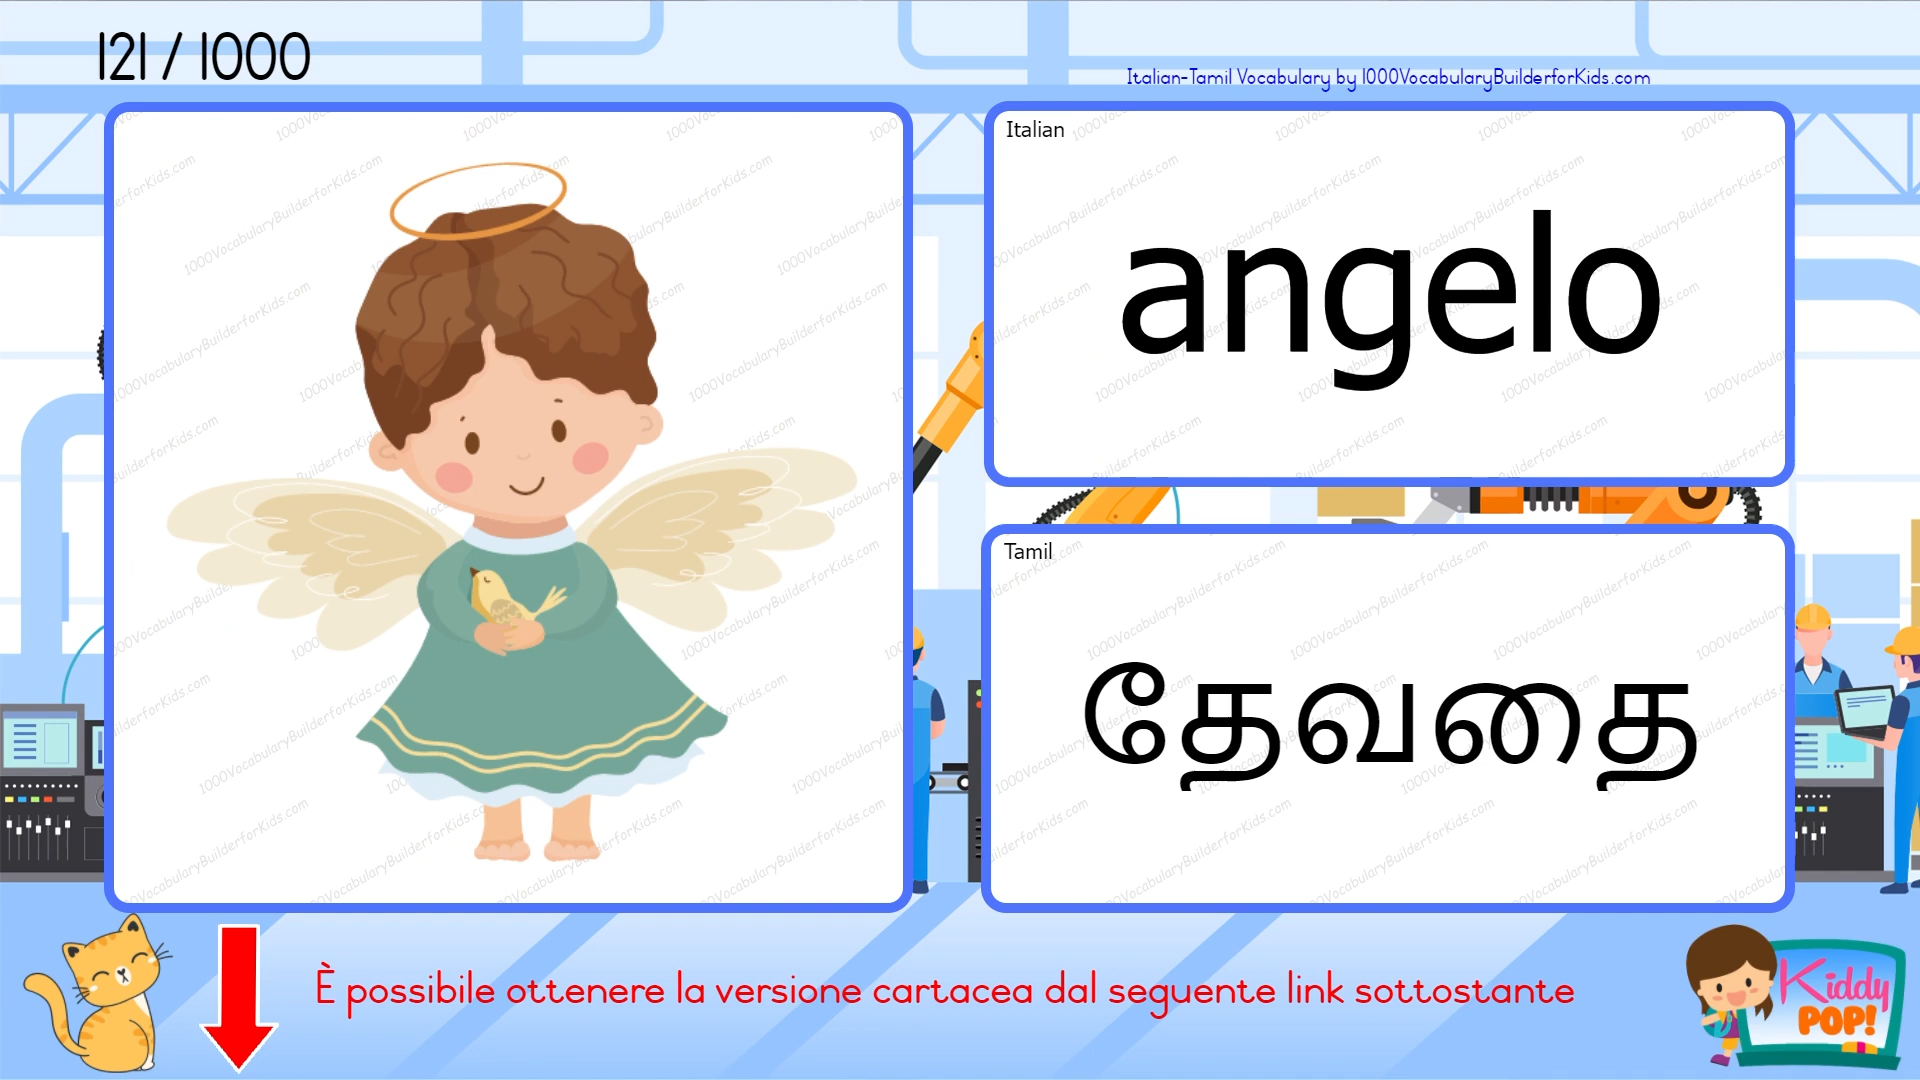 121 / 1000
Italian-Tamil Vocabulary by 1000VocabularyBuilderforKids.com
Italian
angelo
Tamil
தேவதை
È possibile ottenere la versione cartacea dal seguente link sottostante
Kiddy
POP!